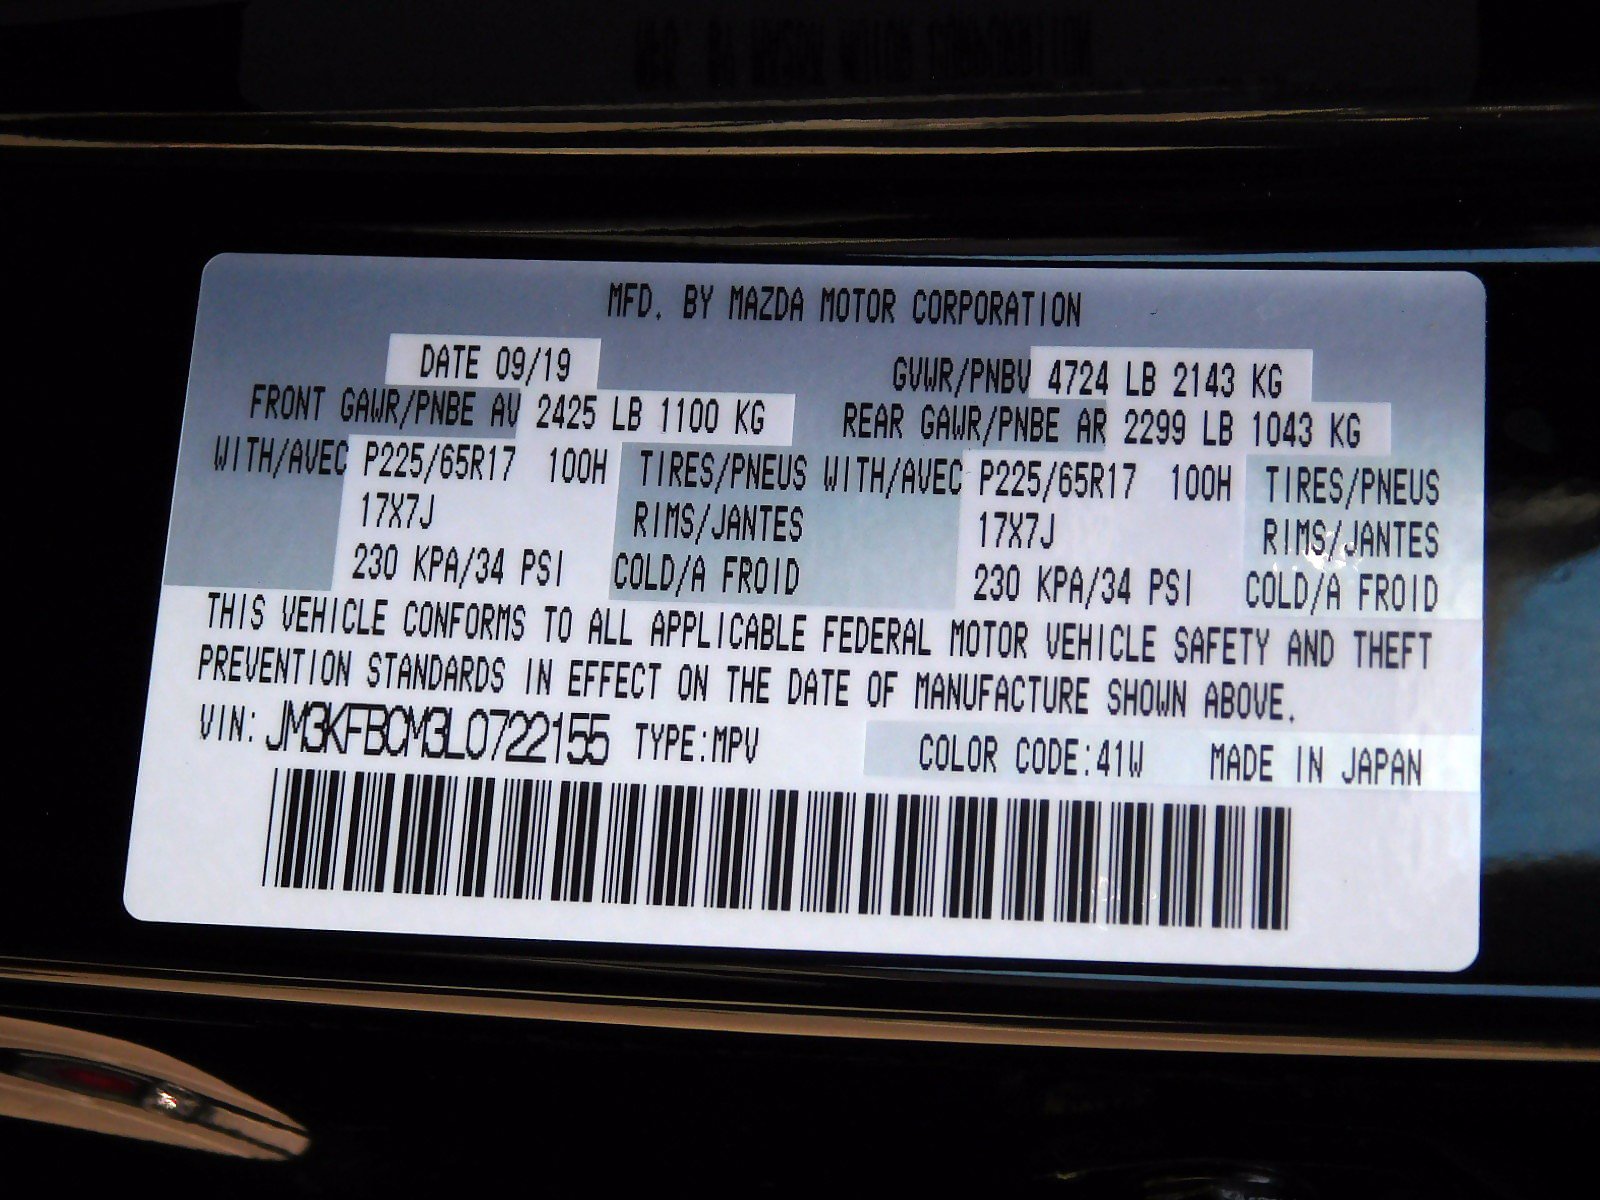 MFD. BY MAZDA MOTOR CORPORATION
DATE 09/19 GVWR/PNBV 4724 LB 2143 KG
FRONT GAWR/PNBE AV 2425 LB 1100 KG REAR GAWR/PNBE AR 2299 LB 1043 KG
WITH/AVEC P225/65R17 100H TIRES/PNEUS WITH/AVEC P225/65R17 100H TIRES/PNEUS
17X7J RIMS/JANTES 17X7J RIMS/JANTES
230 KPA/34 PSI COLD/A FROID 230 KPA/34 PSI COLD/A FROID
THIS VEHICLE CONFORMS TO ALL APPLICABLE FEDERAL MOTOR VEHICLE SAFETY AND THEFT
PREVENTION STANDARDS IN EFFECT ON THE DATE OF MANUFACTURE SHOWN ABOVE.
VIN: JM3KFBCM3L0722155 TYPE:MPV COLOR CODE:41W MADE IN JAPAN